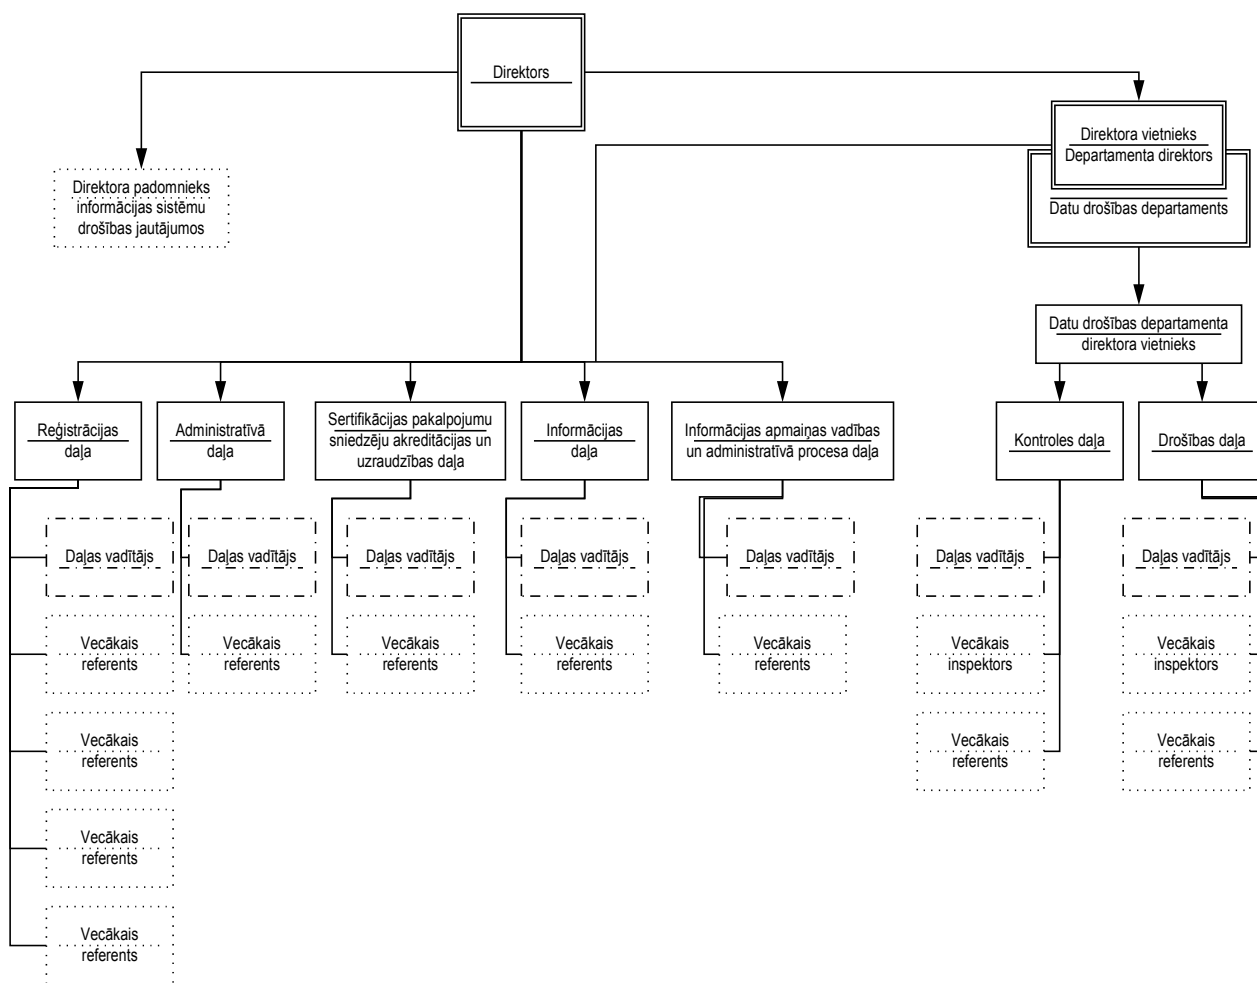 Direktors
Direktora vietnieks
Departamenta direktors
Datu drošības departaments
Direktora padomnieks
informācijas sistēmu
drošības jautājumos
Datu drošības departamenta
direktora vietnieks
Reģistrācijas
daļa
Administratīvā
daļa
Sertifikācijas pakalpojumu
sniedzēju akreditācijas un
uzraudzības daļa
Informācijas
daļa
Informācijas apmaiņas vadības
un administratīvā procesa daļa
Kontroles daļa
Drošības daļa
Daļas vadītājs
Daļas vadītājs
Daļas vadītājs
Daļas vadītājs
Daļas vadītājs
Daļas vadītājs
Daļas vadītājs
Vecākais
referents
Vecākais
referents
Vecākais
referents
Vecākais
referents
Vecākais
referents
Vecākais
inspektors
Vecākais
inspektors
Vecākais
referents
Vecākais
referents
Vecākais
referents
Vecākais
referents
Vecākais
referents